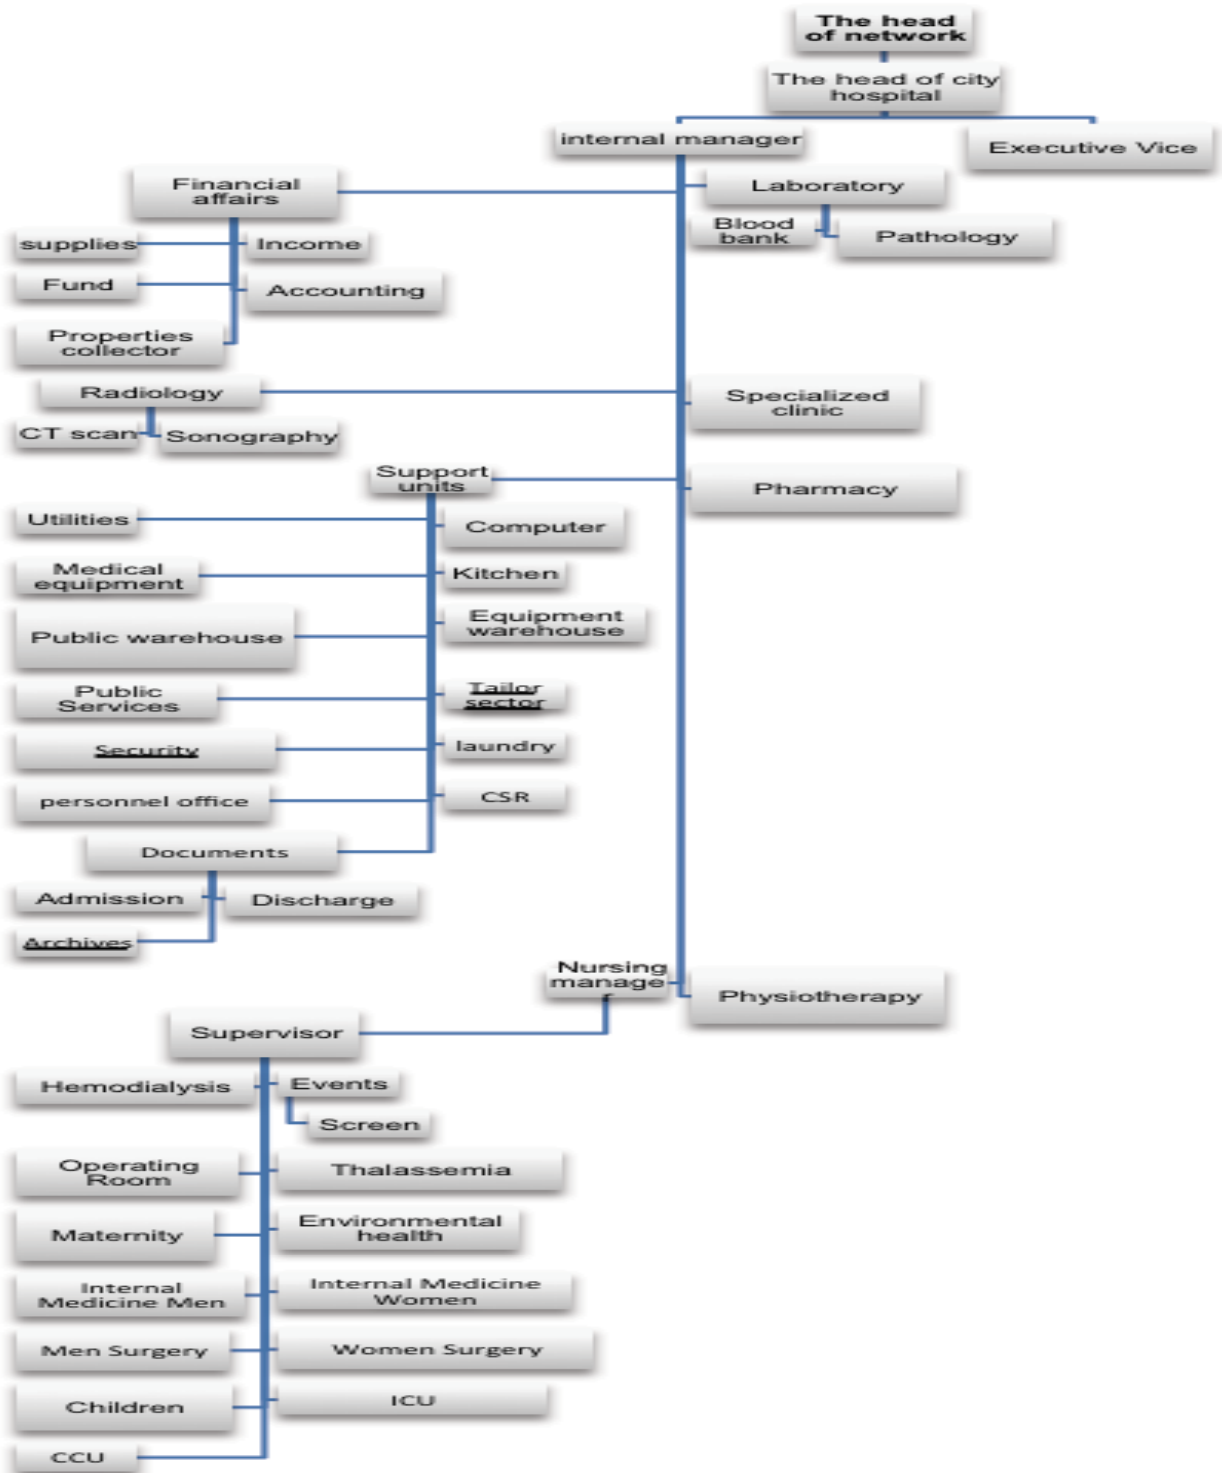 The head
of network
The head of city
hospital
internal manager
Executive Vice
Financial
affairs
Laboratory
Blood
bank
Pathology
supplies
Income
Fund
Accounting
Properties
collector
Radiology
Specialized
clinic
CT scan
Sonography
Support
units
Pharmacy
Utilities
Computer
Medical
equipment
Kitchen
Public warehouse
Equipment
warehouse
Public
Services
Tailor
sector
Security
laundry
personnel office
CSR
Documents
Admission
Discharge
Archives
Nursing
manage
r
Physiotherapy
Supervisor
Hemodialysis
Events
Screen
Operating
Room
Thalassemia
Maternity
Environmental
health
Internal
Medicine Men
Internal Medicine
Women
Men Surgery
Women Surgery
Children
ICU
CCU